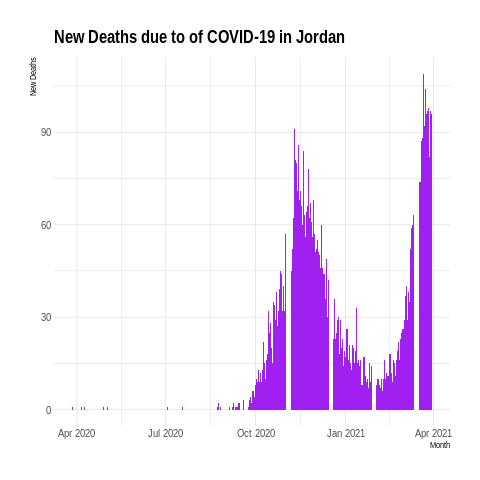 New Deaths due to of COVID-19 in Jordan
New Deaths
90
60
30
0
Apr 2020 Jul 2020 Oct 2020 Jan 2021 Apr 2021
Month